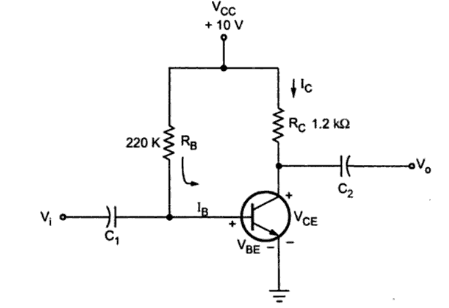 VCC
+ 10 V
IC
220 K RB
RC 1.2 kΩ
Vo
C2
Vi
C1
IB
+
+
VCE
VBE
−
−